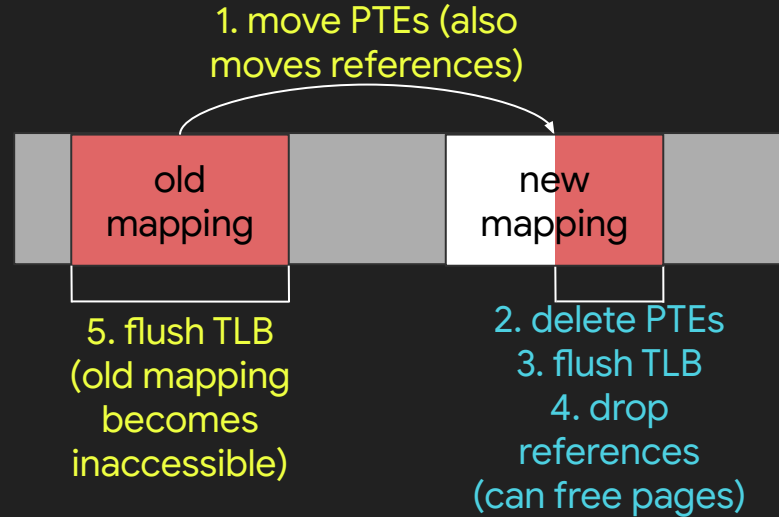 1. move PTEs (also
moves references)
old
mapping
new
mapping
5. flush TLB
(old mapping
becomes
inaccessible)
2. delete PTEs
3. flush TLB
4. drop
references
(can free pages)